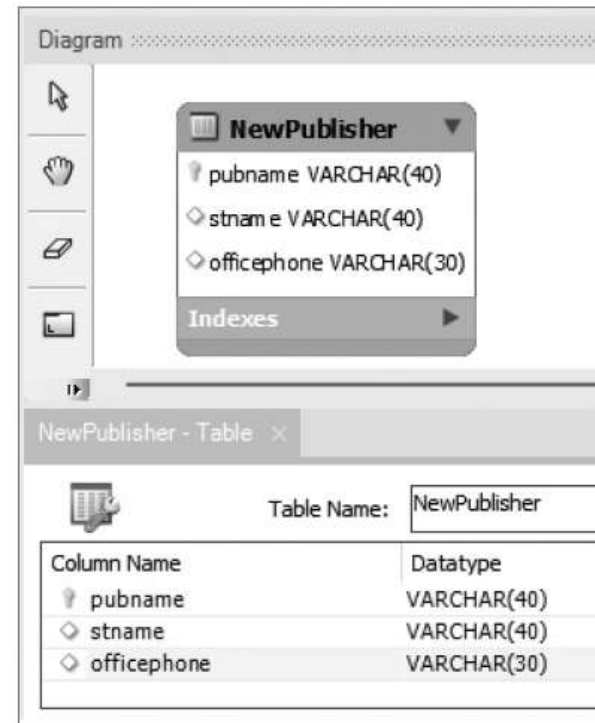 Diagram
NewPublisher
pubname VARCHAR(40)
stname VARCHAR(40)
officephone VARCHAR(30)
Indexes
NewPublisher - Table ×
Table Name: NewPublisher
Column Name Datatype
pubname VARCHAR(40)
stname VARCHAR(40)
officephone VARCHAR(30)